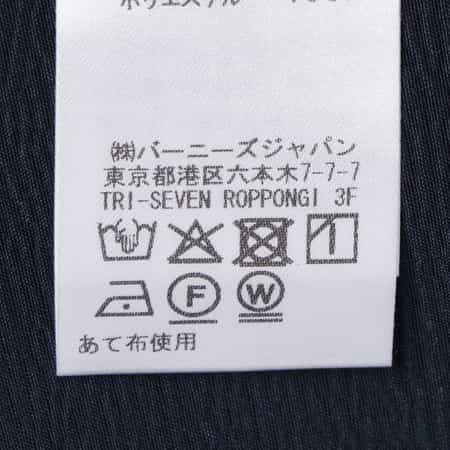 ㈱バーニーズジャパン
東京都港区六本木7-7-7
TRI-SEVEN ROPPONGI 3F
F
W
あて布使用